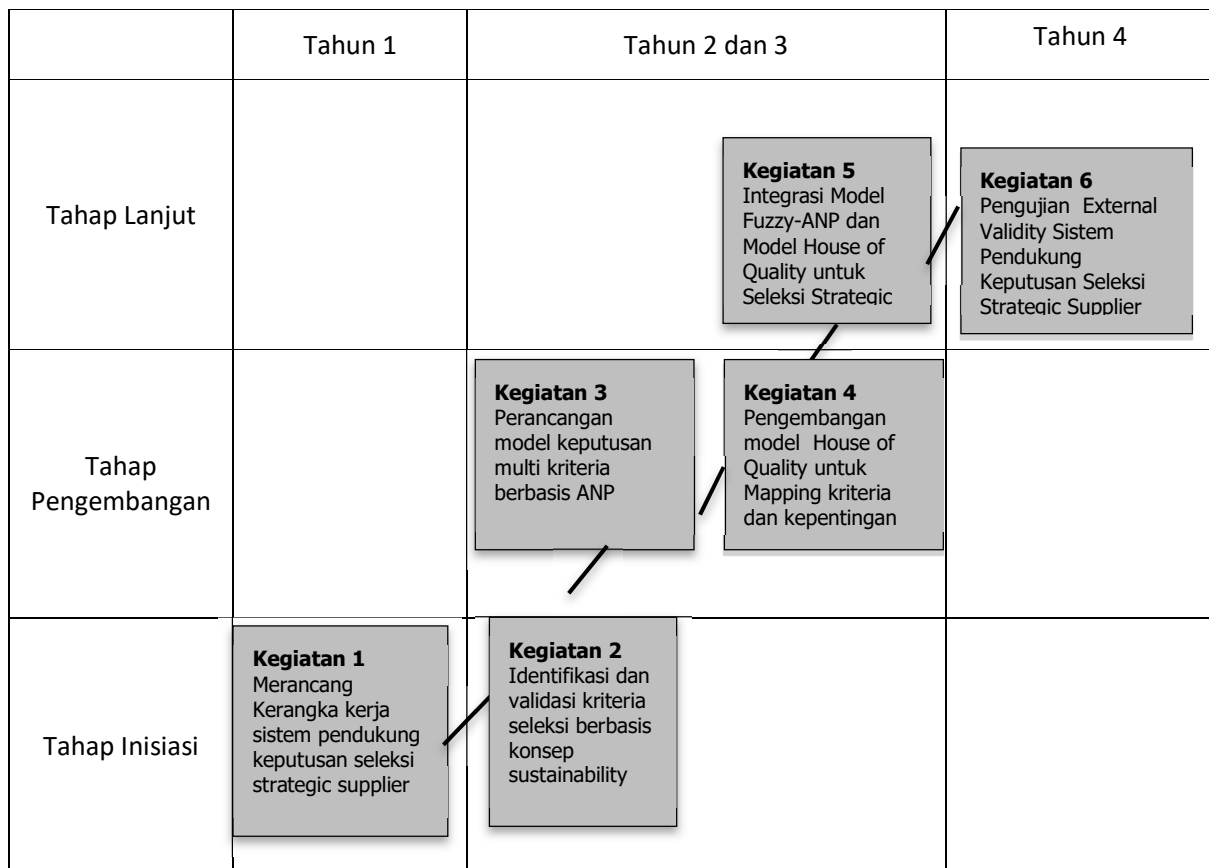 Tahun 1
Tahun 2 dan 3
Tahun 4
Tahap Lanjut
Kegiatan 5
Integrasi Model
Fuzzy-ANP dan
Model House of
Quality untuk
Seleksi Strategic
Kegiatan 6
Pengujian External
Validity Sistem
Pendukung
Keputusan Seleksi
Strategic Supplier
Tahap
Pengembangan
Kegiatan 3
Perancangan
model keputusan
multi kriteria
berbasis ANP
Kegiatan 4
Pengembangan
model House of
Quality untuk
Mapping kriteria
dan kepentingan
Tahap Inisiasi
Kegiatan 1
Merancang
Kerangka kerja
sistem pendukung
keputusan seleksi
strategic supplier
Kegiatan 2
Identifikasi dan
validasi kriteria
seleksi berbasis
konsep
sustainability